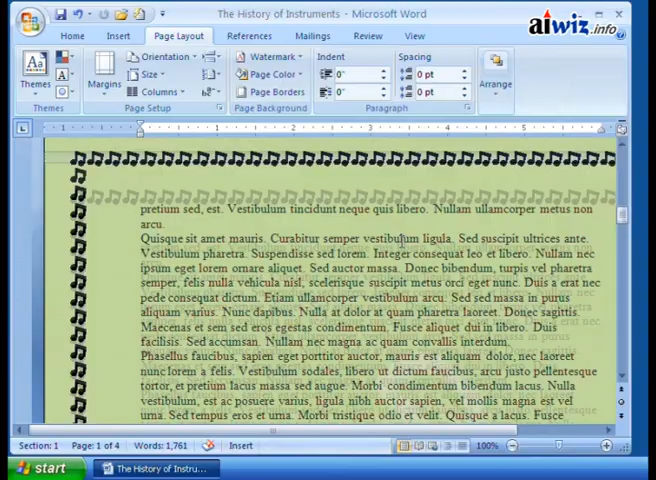 The History of Instruments - Microsoft Word
aiwiz.info
Home Insert Page Layout References Mailings Review View
Themes
Themes
Margins
Orientation
Size
Columns
Page Setup
Watermark
Page Color
Page Borders
Page Background
Indent
0"
0"
Spacing
0 pt
0 pt
Paragraph
Arrange
1 1 2 3 4 5
pretium sed, est. Vestibulum tincidunt neque quis libero. Nullam ullamcorper metus non
arcu.
Quisque sit amet mauris. Curabitur semper vestibulum ligula. Sed suscipit ultrices ante.
Vestibulum pharetra. Suspendisse sed lorem. Integer consequat leo et libero. Nullam nec
ipsum eget lorem ornare aliquet. Sed auctor massa. Donec bibendum, turpis vel pharetra
semper, felis nulla vehicula nisl, scelerisque suscipit metus orci eget nunc. Duis a erat nec
pede consequat dictum. Etiam ullamcorper vestibulum arcu. Sed sed massa in purus
aliquam varius. Nunc dapibus. Nulla at dolor at quam pharetra laoreet. Donec sagittis.
Maecenas et sem sed eros egestas condimentum. Fusce aliquet dui in libero. Duis
facilisis. Sed accumsan. Nullam nec magna ac quam convallis interdum.
Phasellus faucibus, sapien eget porttitor auctor, mauris est aliquam dolor, nec laoreet
nunc lorem a felis. Vestibulum sodales, libero ut dictum faucibus, arcu justo pellentesque
tortor, et pretium lacus massa sed augue. Morbi condimentum bibendum lacus. Nulla
vestibulum, est ac posuere varius, ligula nibh auctor sapien, vel mollis magna est vel
urna. Sed tempus eros et dui. Morbi tristique odio et velit. Quisque a lacus. Fusce
Section: 1 Page: 1 of 4 Words: 1,761 Insert 100%
start The History of Instru...